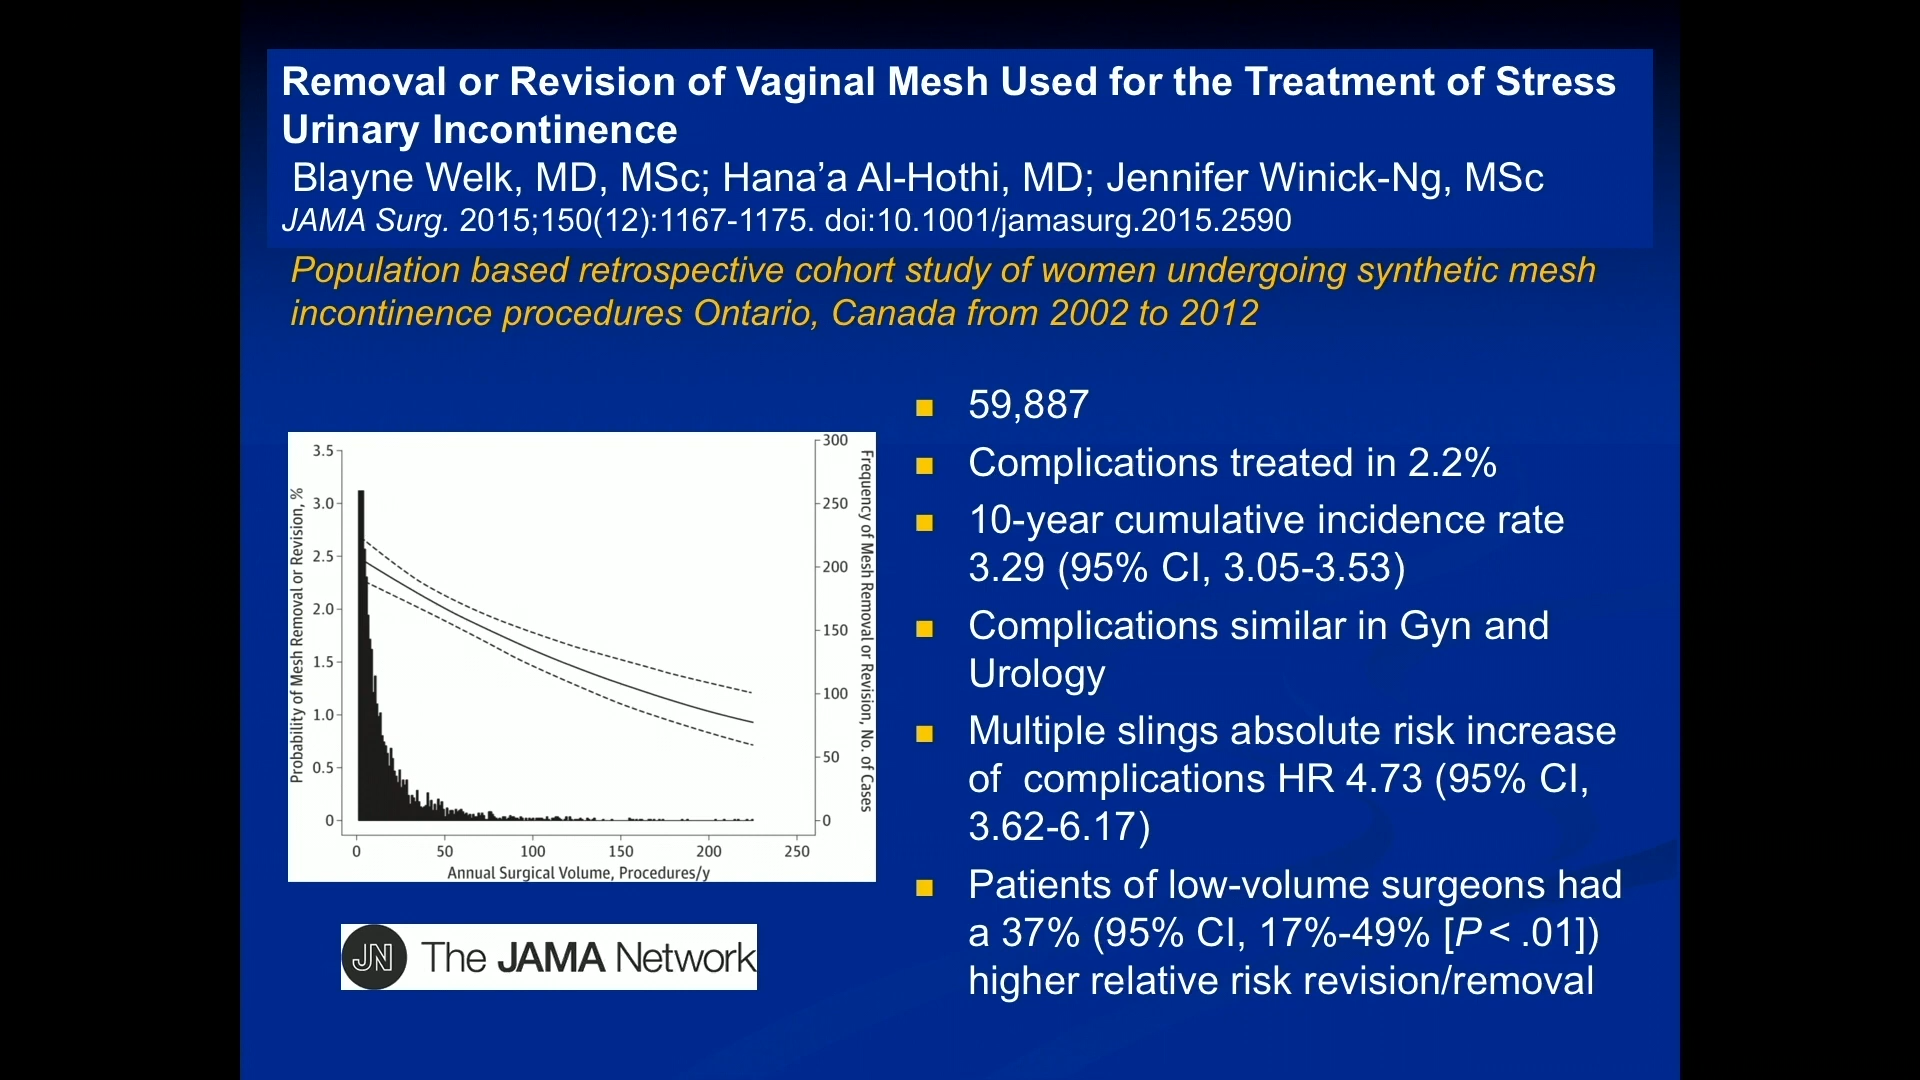 Removal or Revision of Vaginal Mesh Used for the Treatment of Stress
Urinary Incontinence
Blayne Welk, MD, MSc; Hana’a Al-Hothi, MD; Jennifer Winick-Ng, MSc
JAMA Surg. 2015;150(12):1167-1175. doi:10.1001/jamasurg.2015.2590
Population based retrospective cohort study of women undergoing synthetic mesh
incontinence procedures Ontario, Canada from 2002 to 2012
Probability of Mesh Removal or Revision, %
3.5
3.0
2.5
2.0
1.5
1.0
0.5
0
300
250
200
150
100
50
0
Frequency of Mesh Removal or Revision, No. of Cases
0 50 100 150 200 250
Annual Surgical Volume, Procedures/y
JN The JAMA Network
59,887
Complications treated in 2.2%
10-year cumulative incidence rate
3.29 (95% CI, 3.05-3.53)
Complications similar in Gyn and
Urology
Multiple slings absolute risk increase
of complications HR 4.73 (95% CI,
3.62-6.17)
Patients of low-volume surgeons had
a 37% (95% CI, 17%-49% [P < .01])
higher relative risk revision/removal